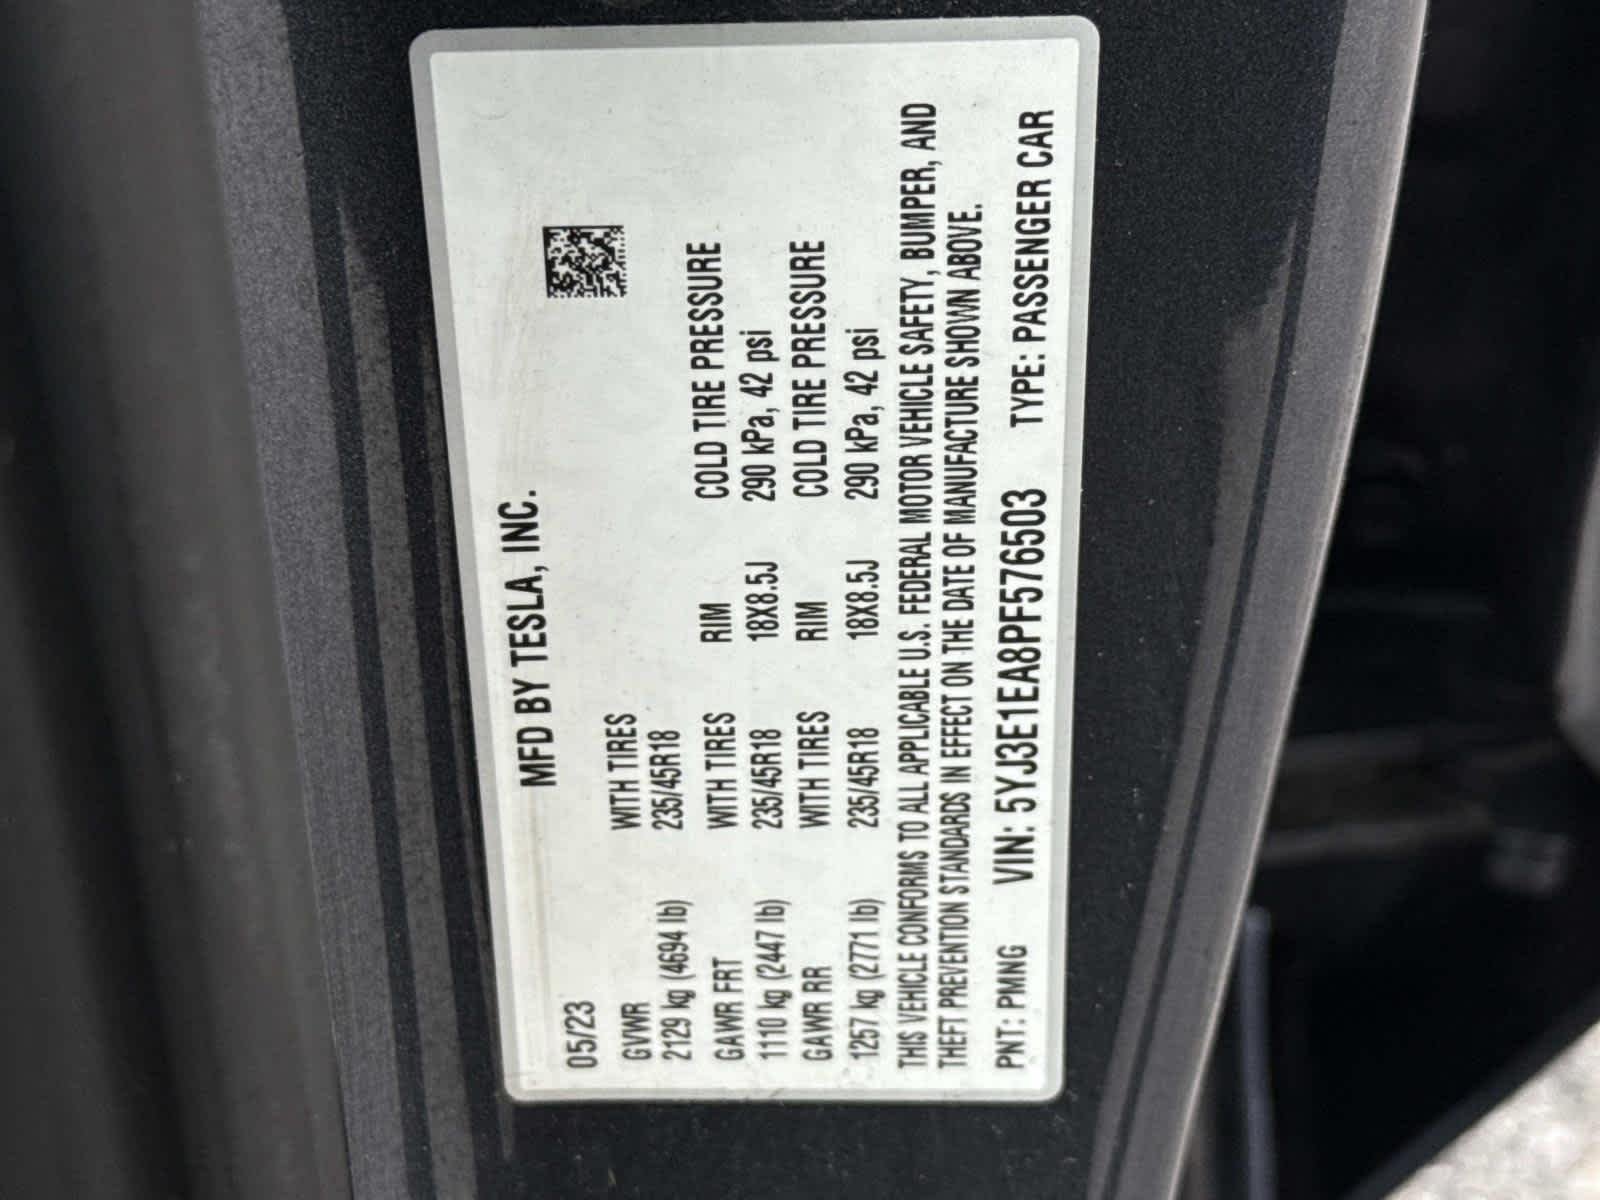 MFD BY TESLA, INC.
05/23
GVWR WITH TIRES
2129 kg (4694 lb) 235/45R18
GAWR FRT WITH TIRES RIM COLD TIRE PRESSURE
1110 kg (2447 lb) 235/45R18 18X8.5J 290 kPa, 42 psi
GAWR RR WITH TIRES RIM COLD TIRE PRESSURE
1257 kg (2771 lb) 235/45R18 18X8.5J 290 kPa, 42 psi
THIS VEHICLE CONFORMS TO ALL APPLICABLE U.S. FEDERAL MOTOR VEHICLE SAFETY, BUMPER, AND
THEFT PREVENTION STANDARDS IN EFFECT ON THE DATE OF MANUFACTURE SHOWN ABOVE.
PNT: PMNG VIN: 5YJ3E1EA8PF576503 TYPE: PASSENGER CAR